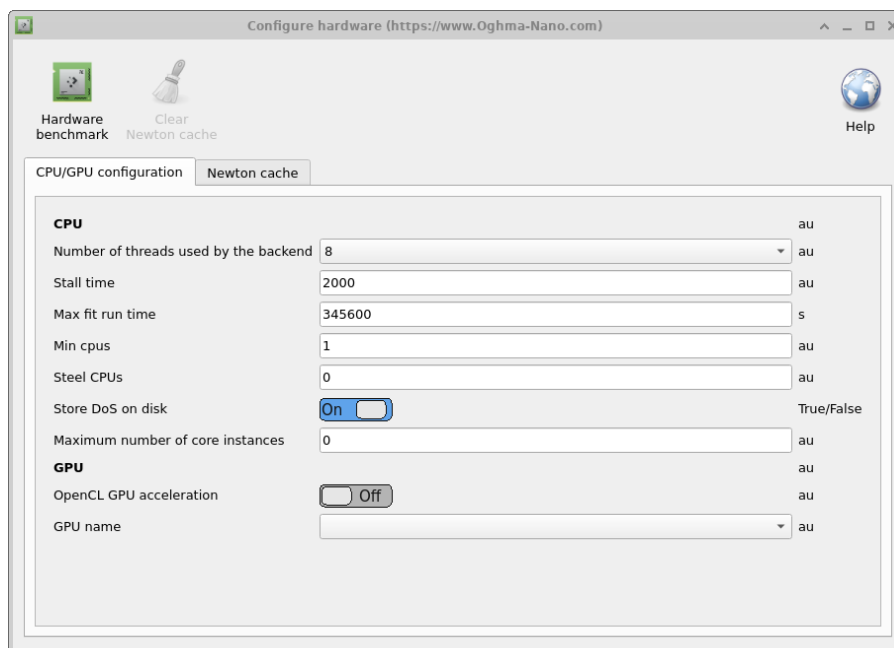 Configure hardware (https://www.Oghma-Nano.com)
Hardware
benchmark
Clear
Newton cache
Help
CPU/GPU configuration
Newton cache
CPU au
Number of threads used by the backend 8 au
Stall time 2000 au
Max fit run time 345600 s
Min cpus 1 au
Steel CPUs 0 au
Store DoS on disk On True/False
Maximum number of core instances 0 au
GPU au
OpenCL GPU acceleration Off au
GPU name au